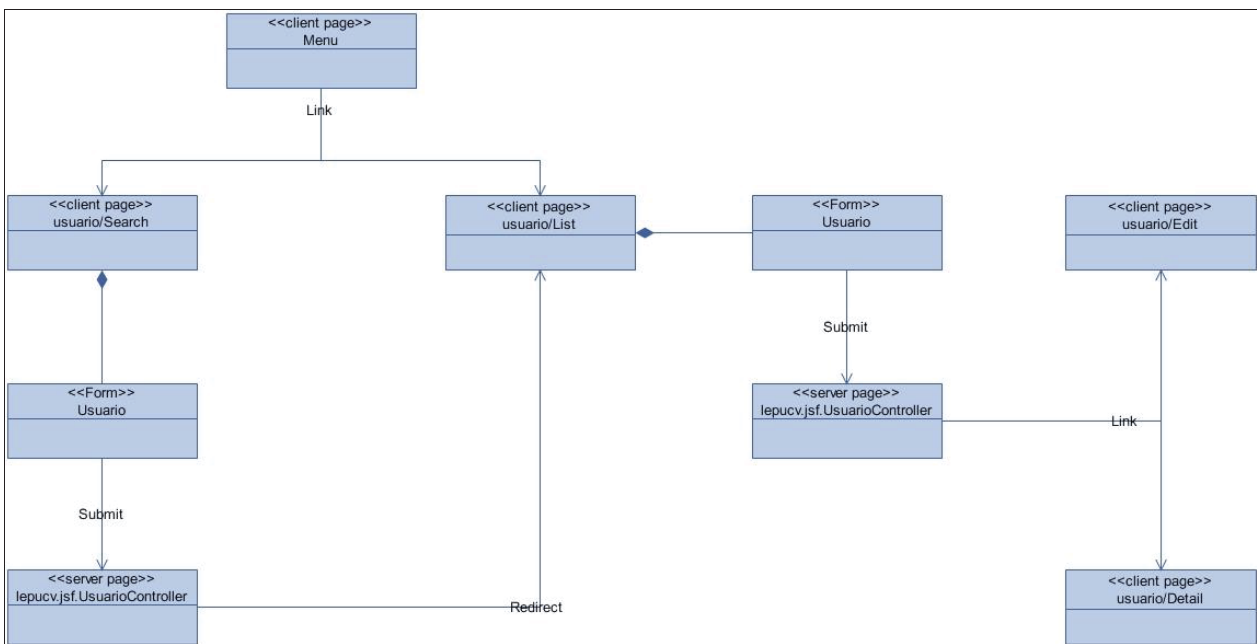 <<client page>>
Menu
Link
<<client page>>
usuario/Search
<<client page>>
usuario/List
<<Form>>
Usuario
<<client page>>
usuario/Edit
Submit
<<Form>>
Usuario
<<server page>>
lepucv.jsf.UsuarioController
Link
Submit
<<server page>>
lepucv.jsf.UsuarioController
Redirect
<<client page>>
usuario/Detail